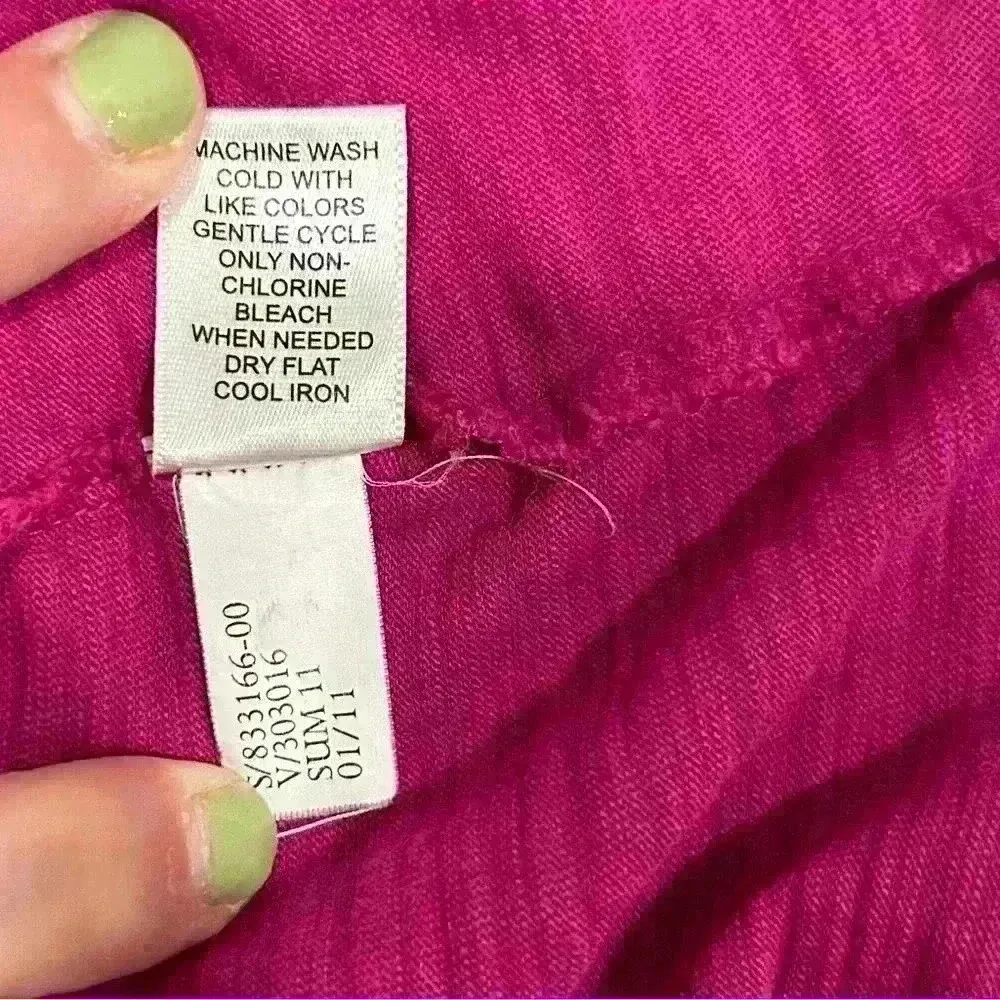 MACHINE WASH
COLD WITH
LIKE COLORS
GENTLE CYCLE
ONLY NON-
CHLORINE
BLEACH
WHEN NEEDED
DRY FLAT
COOL IRON
S/833166-00
V/303016
SUM 11
01/11